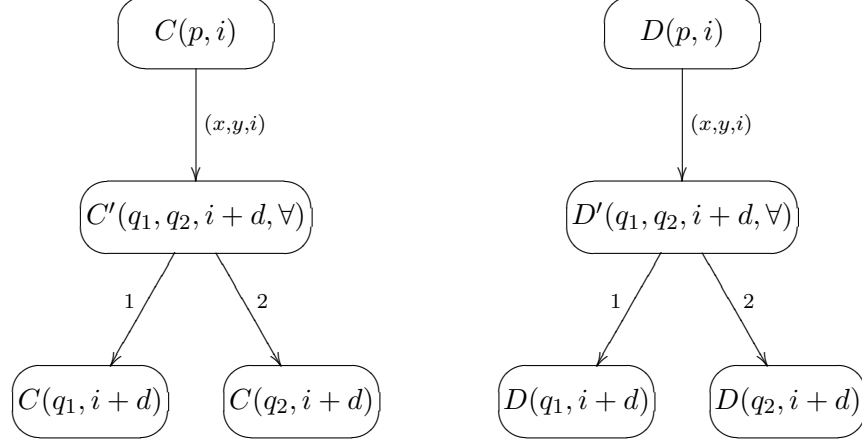 C(p, i) D(p, i)
(x,y,i) (x,y,i)
C′(q₁, q₂, i + d, ∀) D′(q₁, q₂, i + d, ∀)
1 2 1 2
C(q₁, i + d) C(q₂, i + d) D(q₁, i + d) D(q₂, i + d)